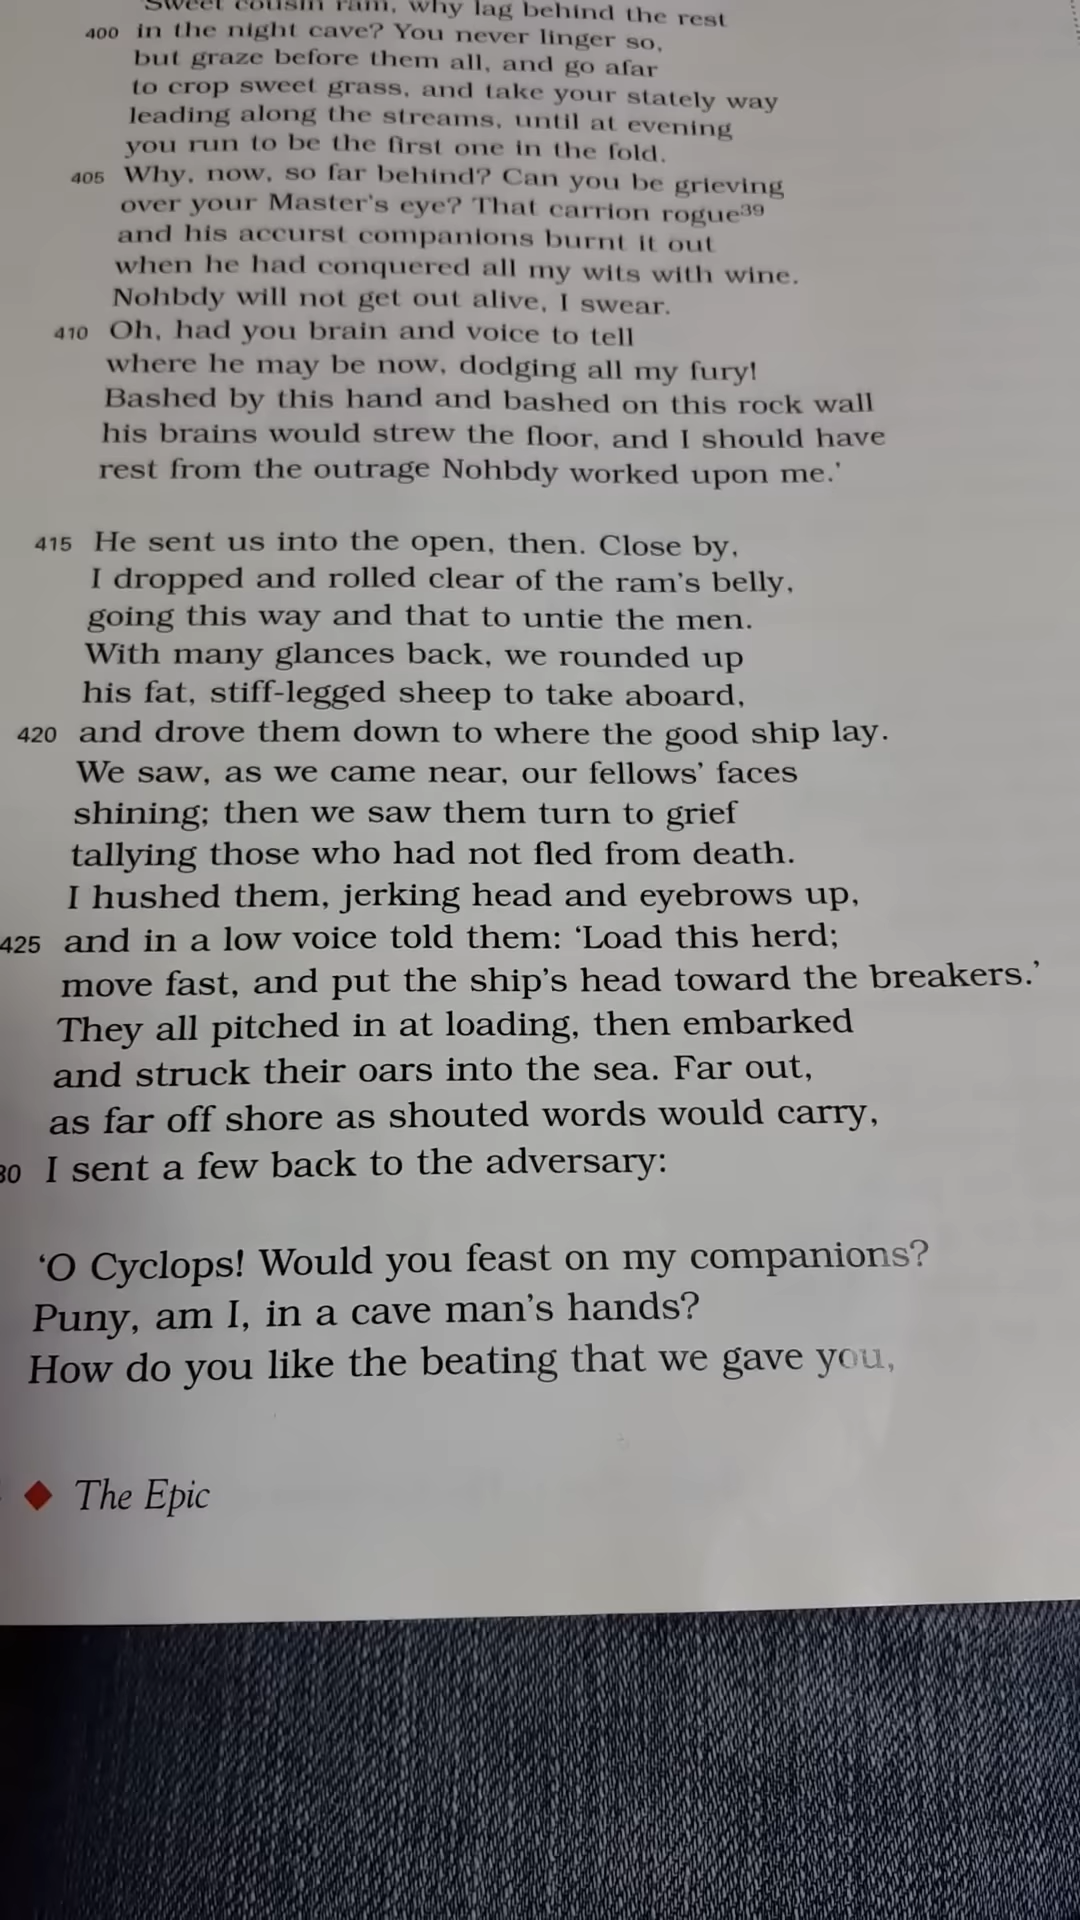 'Sweet cousin ram, why lag behind the rest
400 in the night cave? You never linger so,
but graze before them all, and go afar
to crop sweet grass, and take your stately way
leading along the streams, until at evening
you run to be the first one in the fold.
405 Why, now, so far behind? Can you be grieving
over your Master's eye? That carrion rogue39
and his accurst companions burnt it out
when he had conquered all my wits with wine.
Nohbdy will not get out alive, I swear.
410 Oh, had you brain and voice to tell
where he may be now, dodging all my fury!
Bashed by this hand and bashed on this rock wall
his brains would strew the floor, and I should have
rest from the outrage Nohbdy worked upon me.'
415 He sent us into the open, then. Close by,
I dropped and rolled clear of the ram's belly,
going this way and that to untie the men.
With many glances back, we rounded up
his fat, stiff-legged sheep to take aboard,
420 and drove them down to where the good ship lay.
We saw, as we came near, our fellows' faces
shining; then we saw them turn to grief
tallying those who had not fled from death.
I hushed them, jerking head and eyebrows up,
425 and in a low voice told them: 'Load this herd;
move fast, and put the ship's head toward the breakers.'
They all pitched in at loading, then embarked
and struck their oars into the sea. Far out,
as far off shore as shouted words would carry,
30 I sent a few back to the adversary:
'O Cyclops! Would you feast on my companions?
Puny, am I, in a cave man's hands?
How do you like the beating that we gave you,
◆ The Epic